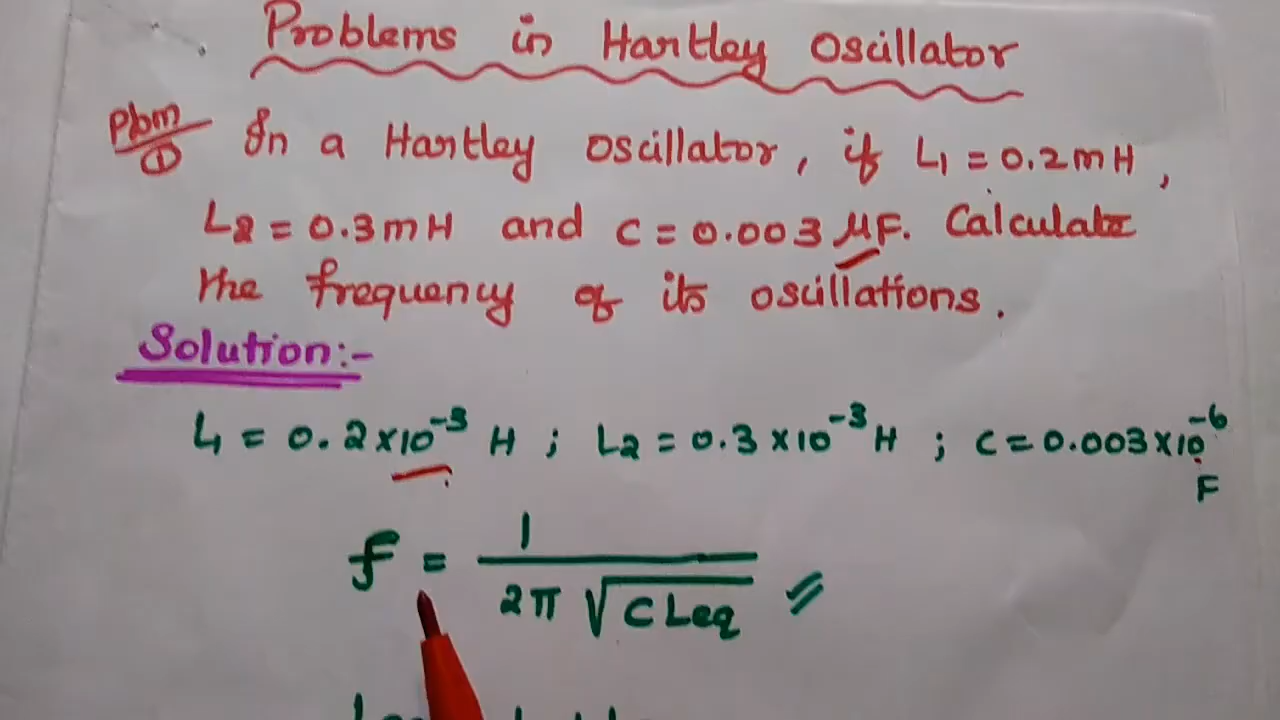 Problems in Hartley Oscillator
Pbm ① In a Hartley oscillator, if L1 = 0.2mH,
L2 = 0.3mH and C = 0.003 μF. Calculate
the frequency of its oscillations.
Solution:-
L1 = 0.2×10⁻³ H ; L2 = 0.3×10⁻³ H ; C = 0.003×10⁻⁶ F
f = 1 / 2π √C Leq